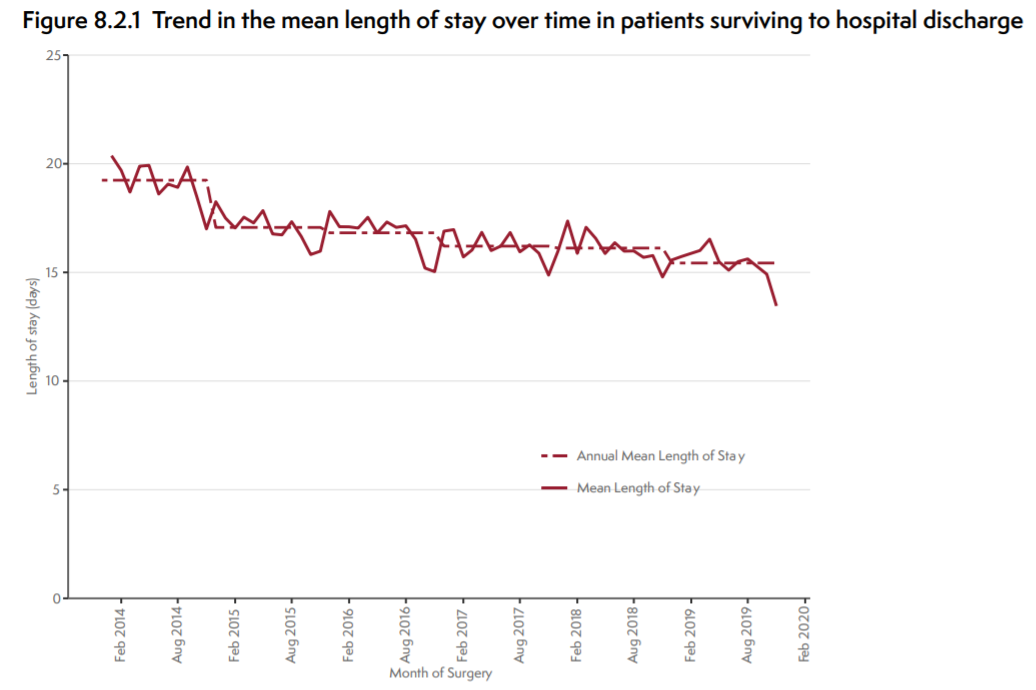 Figure 8.2.1 Trend in the mean length of stay over time in patients surviving to hospital discharge
25
20
15
10
5
0
Length of stay (days)
Annual Mean Length of Stay
Mean Length of Stay
Feb 2014
Aug 2014
Feb 2015
Aug 2015
Feb 2016
Aug 2016
Feb 2017
Aug 2017
Feb 2018
Aug 2018
Feb 2019
Aug 2019
Feb 2020
Month of Surgery